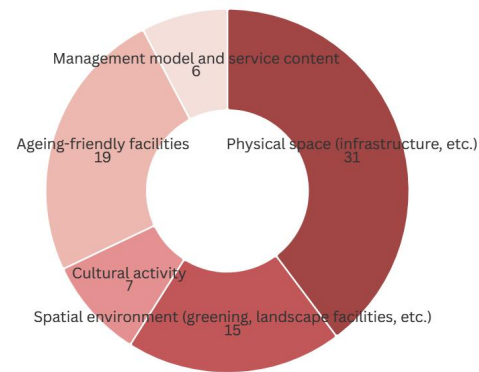 Management model and service content
6
Ageing-friendly facilities
19
Physical space (infrastructure, etc.)
31
Cultural activity
7
Spatial environment (greening, landscape facilities, etc.)
15